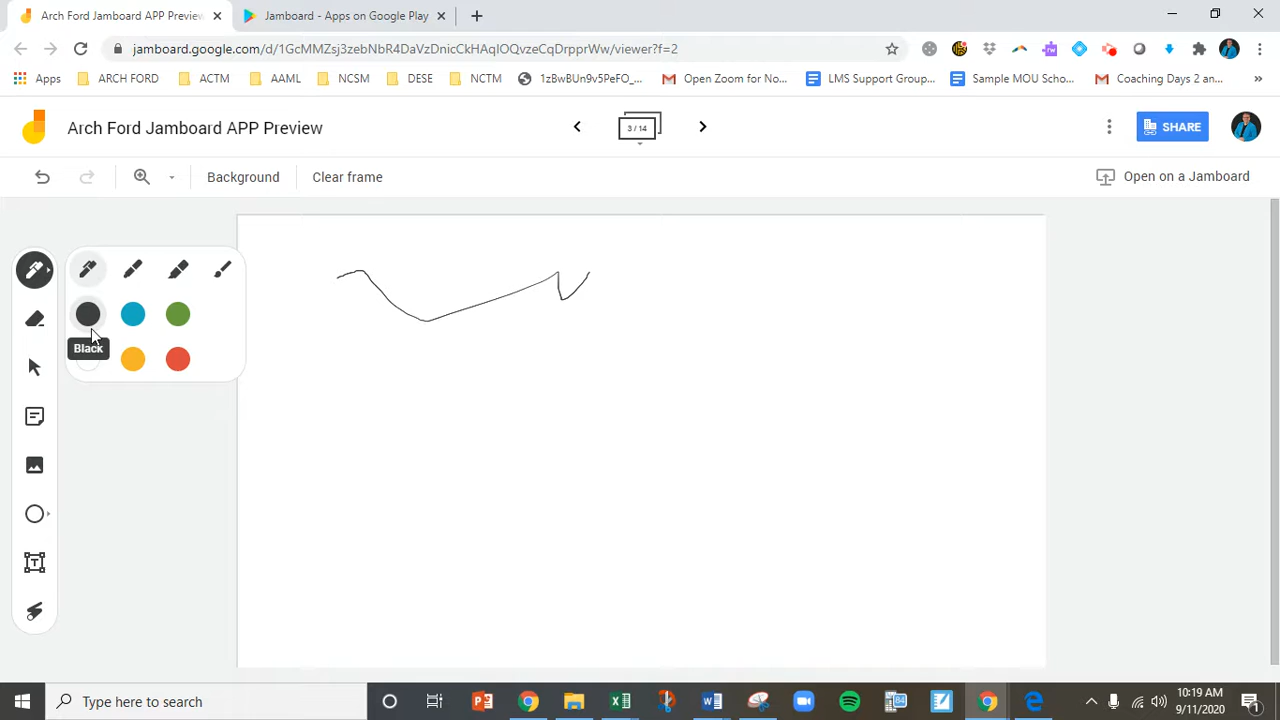 Arch Ford Jamboard APP Preview
Jamboard - Apps on Google Play
jamboard.google.com/d/1GcMMZsj3zebNbR4DaVzDnicCkHAqlOQvzeCqDrpprWw/viewer?f=2
Apps ARCH FORD ACTM AAML NCSM DESE NCTM 1zBwBUn9v5PeFO_... Open Zoom for No... LMS Support Group... Sample MOU Scho... Coaching Days 2 an... »
Arch Ford Jamboard APP Preview
3 / 14
SHARE
Background
Clear frame
Open on a Jamboard
Black
Type here to search
10:19 AM
9/11/2020
1